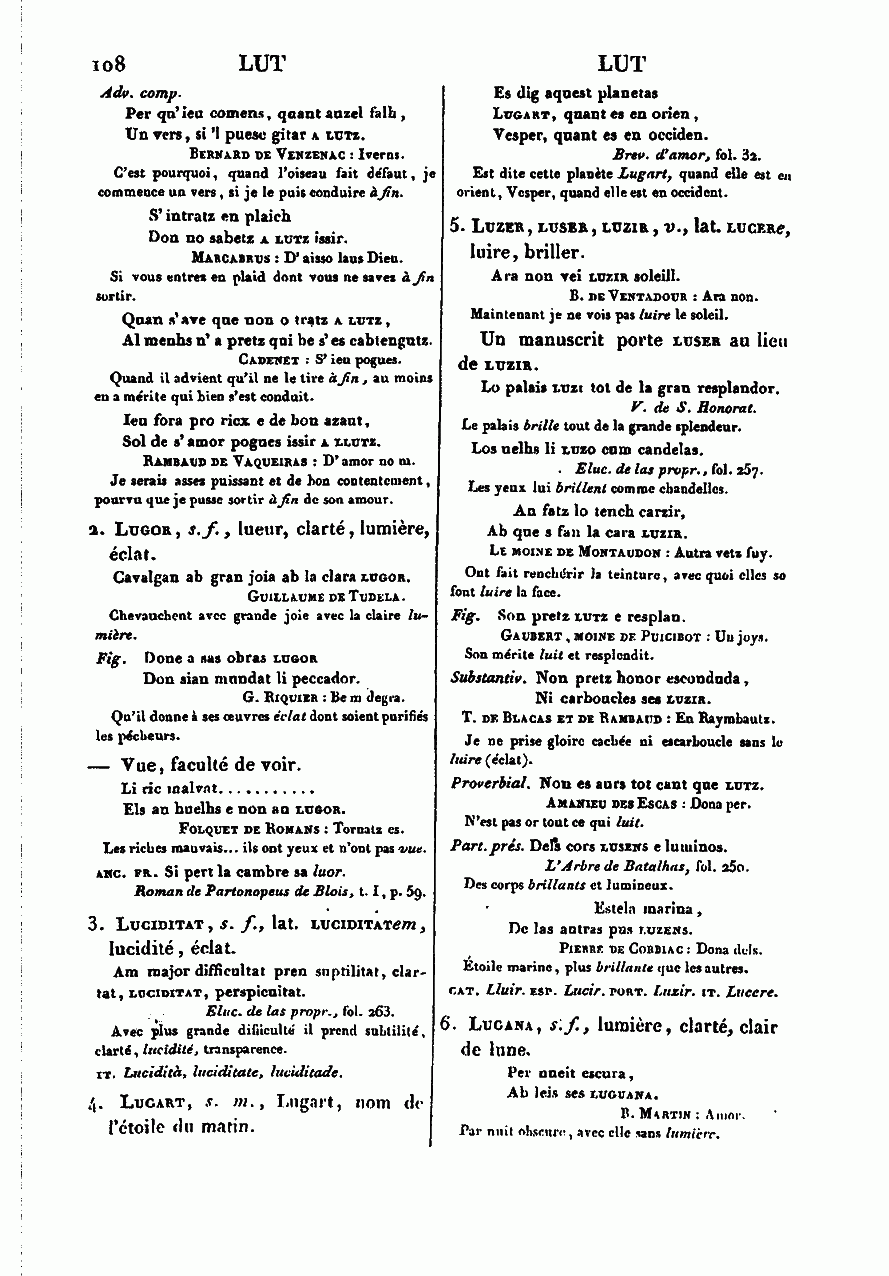 108 LUT LUT
Adv. comp.
Per qu'ieu comens, quant auzel falh,
Un vers, si 'l puesc gitar A LUTZ.
BERNARD DE VENZENAC : Iverns.
C'est pourquoi, quand l'oiseau fait défaut, je
commence un vers, si je le puis conduire à fin.
S'intratz en plaich
Don no sabetz A LUTZ issir.
MARCABRUS : D'aisso laus Dieu.
Si vous entrez en plaid dont vous ne savez à fin
sortir.
Quan s'ave que non o tratz A LUTZ,
Al menhs n'a pretz qui be s'es cabtengutz.
CADENET : S'ieu pogues.
Quand il advient qu'il ne le tire à fin, au moins
en a mérite qui bien s'est conduit.
Ieu fora pro ricx e de bon azant,
Sol de s'amor pogues issir A LLUTZ.
RAMBAUD DE VAQUEIRAS : D'amor no m.
Je serais assez puissant et de bon contentement,
pourvu que je pusse sortir à fin de son amour.
2. LUGOR, s. f., lueur, clarté, lumière,
éclat.
Cavalgan ab gran joia ab la clara LUGOR.
GUILLAUME DE TUDELA.
Chevauchent avec grande joie avec la claire lu-
mière.
Fig. Done a sas obras LUGOR
Don sian mundat li peccador.
G. RIQUIER : Be m degra.
Qu'il donne à ses œuvres éclat dont soient purifiés
les pécheurs.
— Vue, faculté de voir.
Li ric malvat...........
Els an huelhs e non an LUGOR.
FOLQUET DE ROMANS : Tornatz es.
Les riches mauvais... ils ont yeux et n'ont pas vue.
ANC. FR. Si pert la cambre sa luor.
Roman de Partonopeus de Blois, t. I, p. 59.
3. LUCIDITAT, s. f., lat. LUCIDITATem,
lucidité, éclat.
Am major difficultat pren suptilitat, clar-
tat, LUCIDITAT, perspicuitat.
Eluc. de las propr., fol. 263.
Avec plus grande difficulté il prend subtilité,
clarté, lucidité, transparence.
IT. Lucidità, luciditate, luciditade.
4. LUGART, s. m., Lugart, nom de
l'étoile du matin.
Es dig aquest planetas
LUGART, quant es en orien,
Vesper, quant es en occiden.
Brev. d'amor, fol. 32.
Est dite cette planète Lugart, quand elle est en
orient, Vesper, quand elle est en occident.
5. LUZER, LUSER, LUZIR, v., lat. LUCERe,
luire, briller.
Ara non vei LUZIR soleill.
B. DE VENTADOUR : Ara non.
Maintenant je ne vois pas luire le soleil.
Un manuscrit porte LUSER au lieu
de LUZIR.
Lo palais LUZI tot de la gran resplandor.
V. de S. Honorat.
Le palais brille tout de la grande splendeur.
Los uelhs li LUZO cum candelas.
Eluc. de las propr., fol. 257.
Les yeux lui brillent comme chandelles.
An fatz lo tench carzir,
Ab que s fan la cara LUZIR.
LE MOINE DE MONTAUDON : Autra vetz fuy.
Ont fait renchérir la teinture, avec quoi elles se
font luire la face.
Fig. Son pretz LUTZ e resplan.
GAUBERT, MOINE DE PUICIBOT : Un joys.
Son mérite luit et resplendit.
Substantiv. Non pretz honor escondada,
Ni carboucles ses LUZIR.
T. DE BLACAS ET DE RAMBAUD : En Raymbautz.
Je ne prise gloire cachée ni escarboucle sans le
luire (éclat).
Proverbial. Non es aurs tot cant que LUTZ.
AMANIEU DES ESCAS : Dona per.
N'est pas or tout ce qui luit.
Part. prés. Dels cors LUSENS e luminos.
L'Arbre de Batalhas, fol. 250.
Des corps brillants et lumineux.
Estela marina,
De las autras pus LUZENS.
PIERRE DE CORBIAC : Dona dels.
Étoile marine, plus brillante que les autres.
CAT. Lluir. ESP. Lucir. PORT. Luzir. IT. Lucere.
6. LUGANA, s. f., lumière, clarté, clair
de lune.
Per nueit escura,
Ab leis ses LUGUANA.
B. MARTIN : Amor.
Par nuit obscure, avec elle sans lumière.